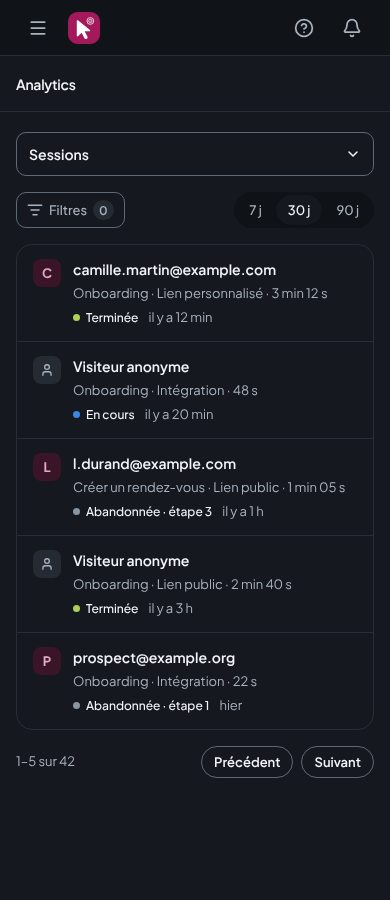 Analytics
Sessions
Filtres 0
7 j 30 j 90 j
C camille.martin@example.com
Onboarding · Lien personnalisé · 3 min 12 s
Terminée il y a 12 min
Visiteur anonyme
Onboarding · Intégration · 48 s
En cours il y a 20 min
L l.durand@example.com
Créer un rendez-vous · Lien public · 1 min 05 s
Abandonnée · étape 3 il y a 1 h
Visiteur anonyme
Onboarding · Lien public · 2 min 40 s
Terminée il y a 3 h
P prospect@example.org
Onboarding · Intégration · 22 s
Abandonnée · étape 1 hier
1–5 sur 42 Précédent Suivant